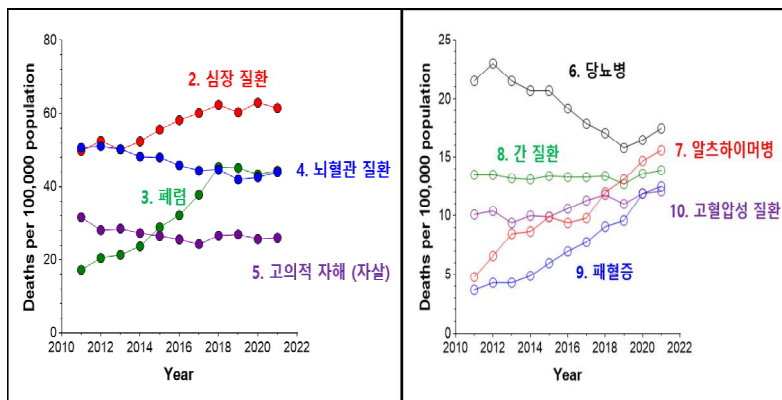 80
60
40
20
0
Deaths per 100,000 population
2. 심장 질환
4. 뇌혈관 질환
3. 폐렴
5. 고의적 자해 (자살)
2010 2012 2014 2016 2018 2020 2022
Year
25
20
15
10
5
0
Deaths per 100,000 population
6. 당뇨병
7. 알츠하이머병
8. 간 질환
10. 고혈압성 질환
9. 패혈증
2010 2012 2014 2016 2018 2020 2022
Year